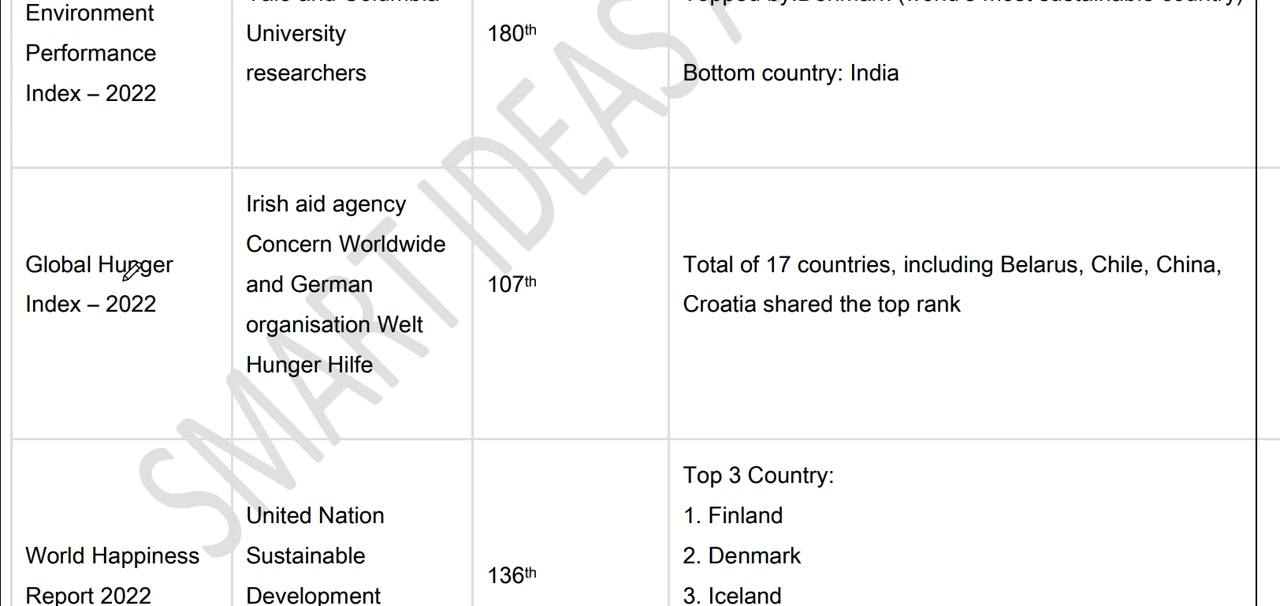 Environment
Performance
Index – 2022
University
researchers
180th
Bottom country: India
Global Hunger
Index – 2022
Irish aid agency
Concern Worldwide
and German
organisation Welt
Hunger Hilfe
107th
Total of 17 countries, including Belarus, Chile, China,
Croatia shared the top rank
World Happiness
Report 2022
United Nation
Sustainable
Development
136th
Top 3 Country:
1. Finland
2. Denmark
3. Iceland
SMART IDEAS